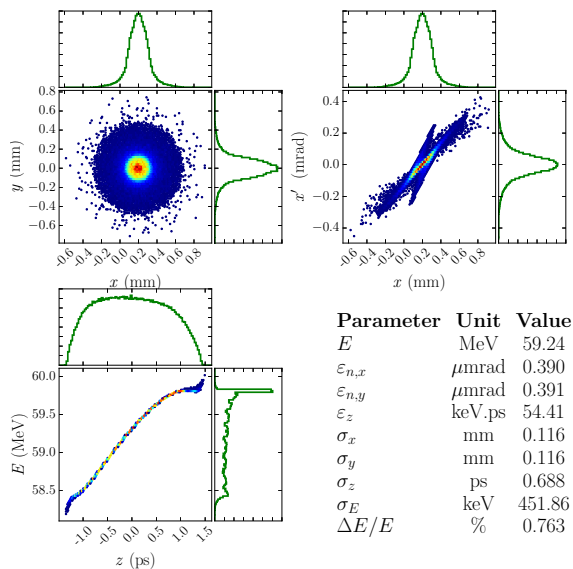 0.8
0.6
0.4
0.2
0.0
−0.2
−0.4
−0.6
y (mm)
-0.6 -0.4 -0.2 0.0 0.2 0.4 0.6 0.8
x (mm)
0.4
0.2
0.0
−0.2
−0.4
x′ (mrad)
-0.6 -0.4 -0.2 0.0 0.2 0.4 0.6 0.8
x (mm)
60.0
59.5
59.0
58.5
E (MeV)
-1.0 -0.5 0.0 0.5 1.0 1.5
z (ps)
Parameter Unit Value
E MeV 59.24
εn,x μmrad 0.390
εn,y μmrad 0.391
εz keV.ps 54.41
σx mm 0.116
σy mm 0.116
σz ps 0.688
σE keV 451.86
ΔE/E % 0.763